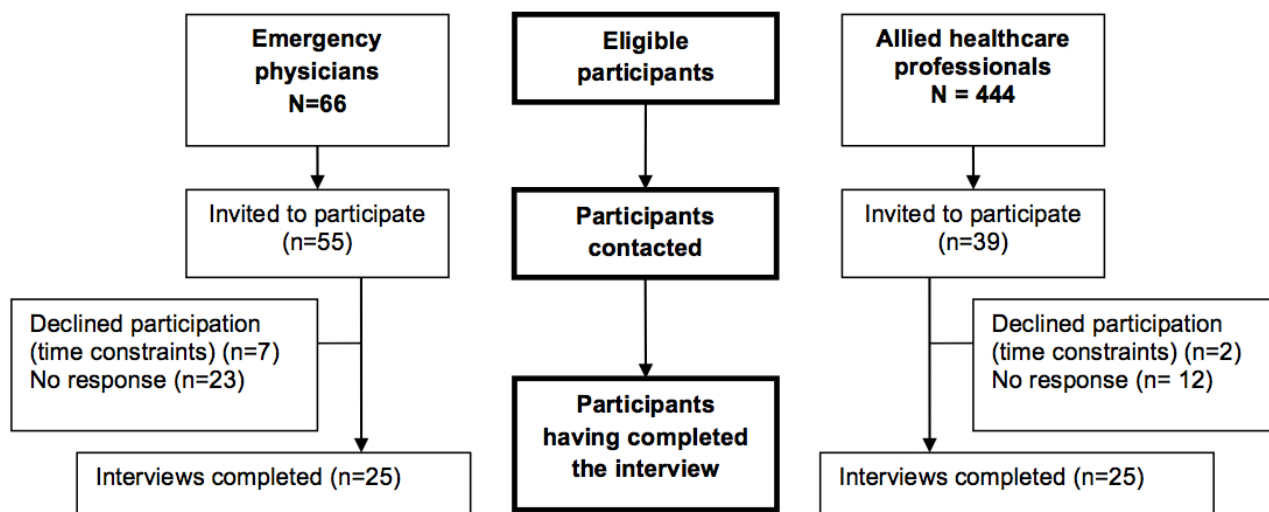 Emergency
physicians
N=66
Eligible
participants
Allied healthcare
professionals
N = 444
Invited to participate
(n=55)
Participants
contacted
Invited to participate
(n=39)
Declined participation
(time constraints) (n=7)
No response (n=23)
Declined participation
(time constraints) (n=2)
No response (n= 12)
Participants
having completed
the interview
Interviews completed (n=25)
Interviews completed (n=25)